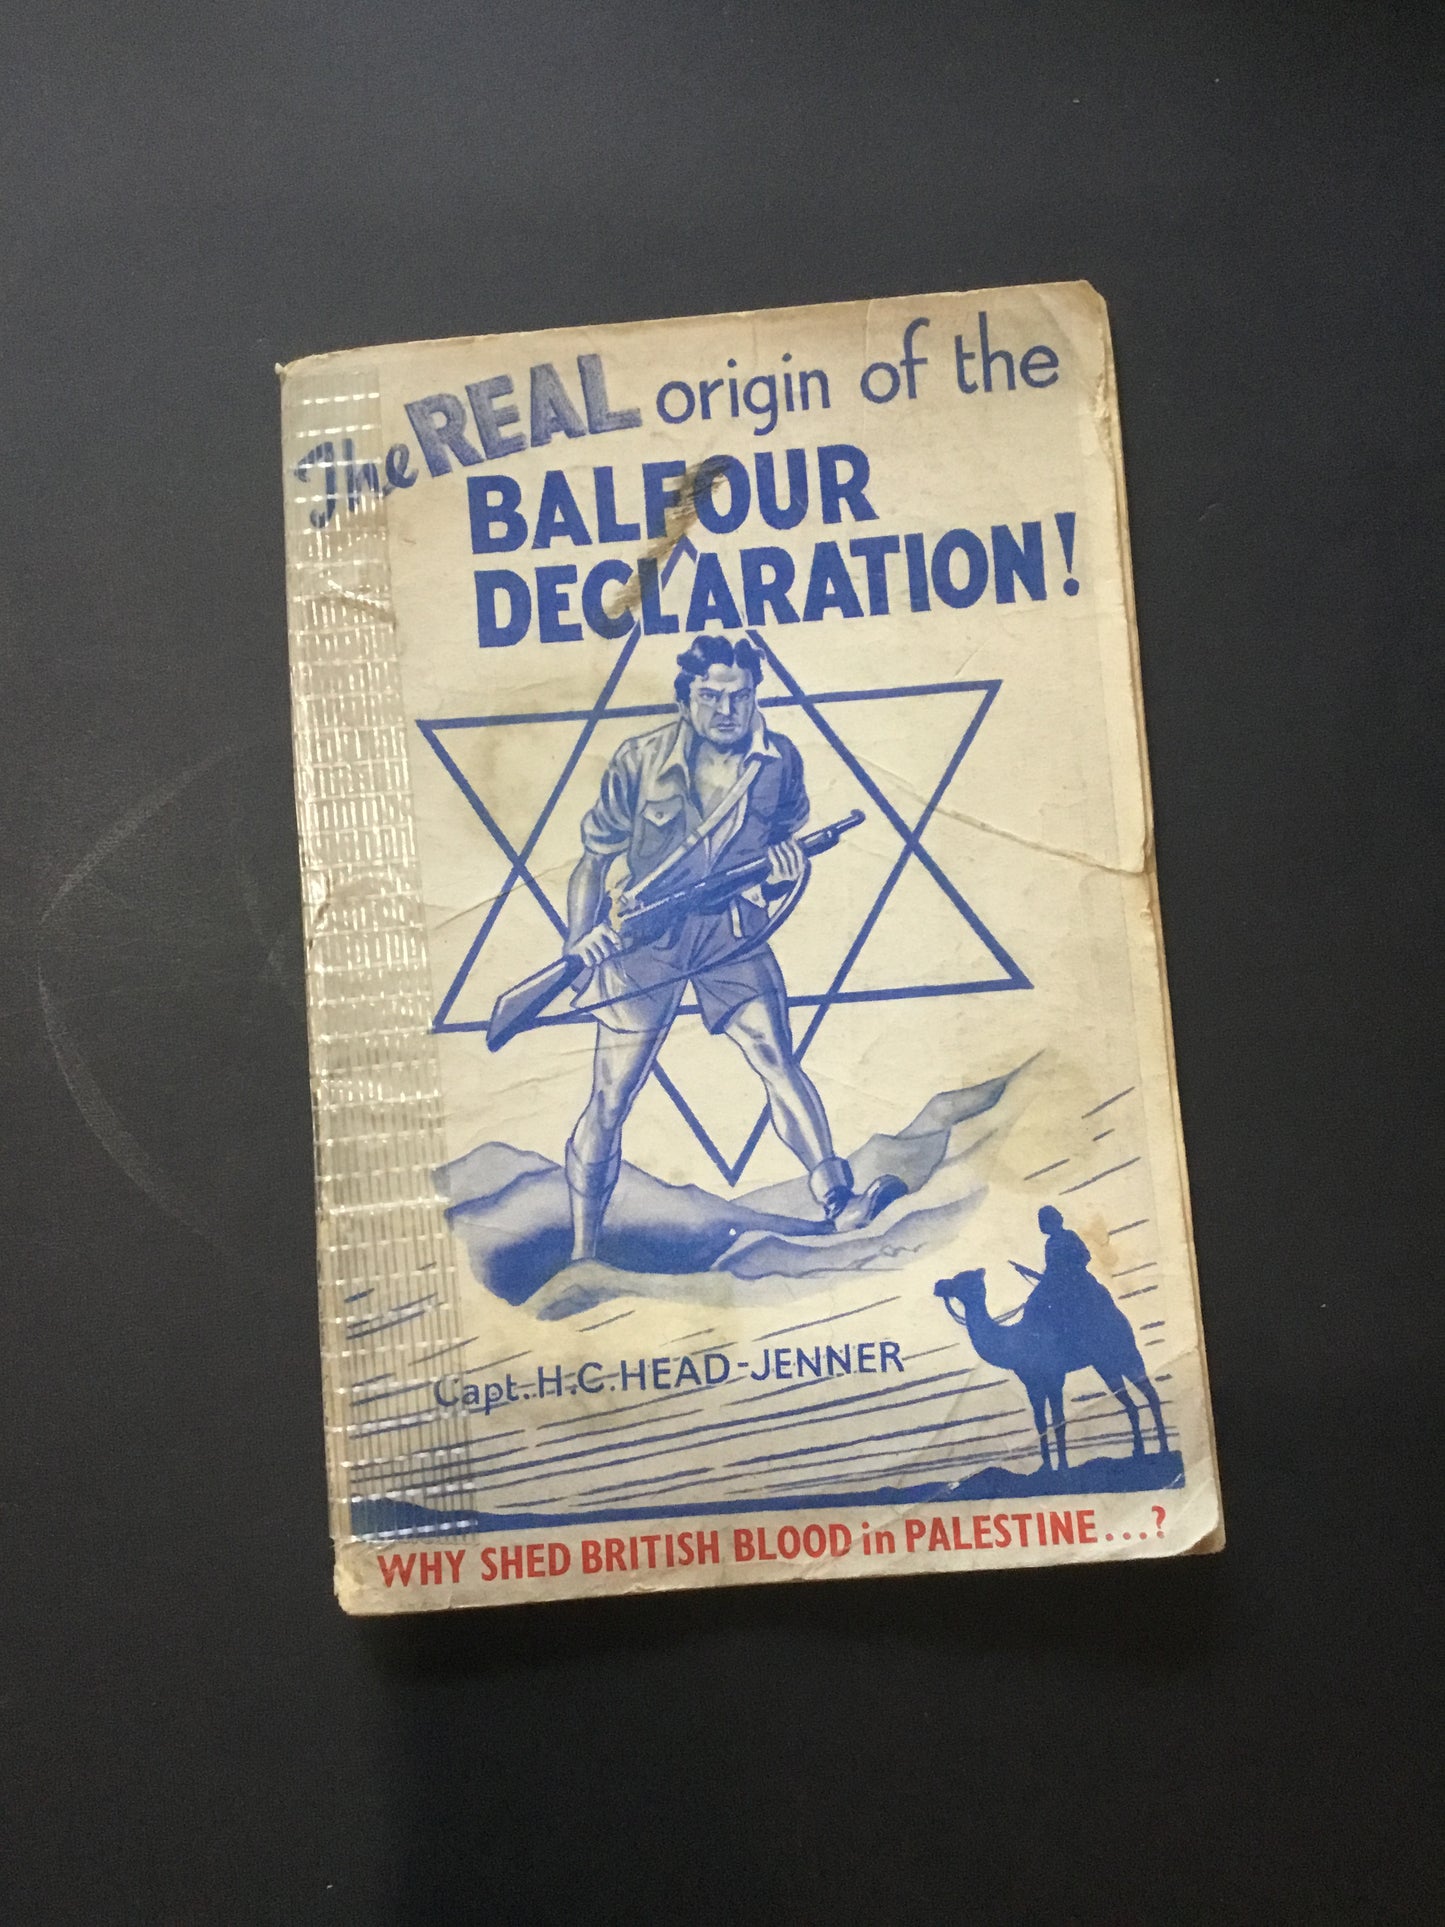 The REAL origin of the
BALFOUR
DECLARATION!
Capt. H.C. HEAD-JENNER
WHY SHED BRITISH BLOOD in PALESTINE...?